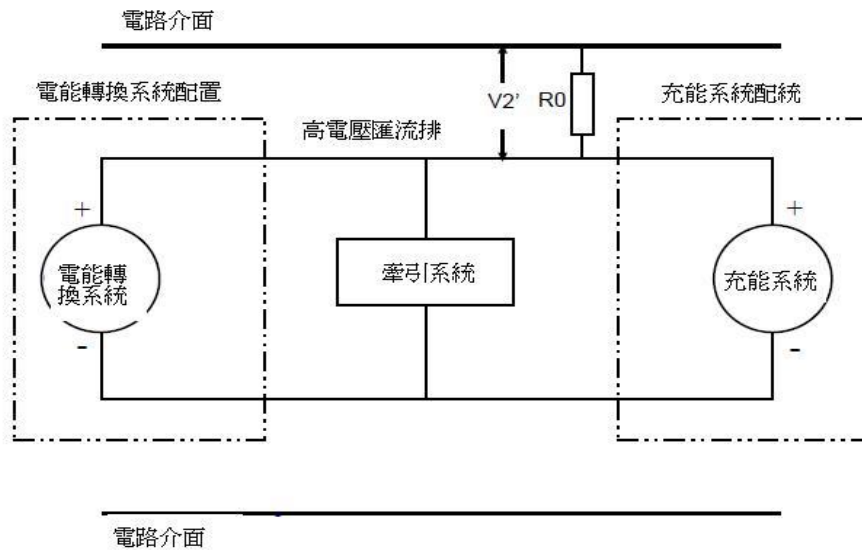 電路介面
電能轉換系統配置
V2'
R0
充能系統配統
高電壓匯流排
+
+
電能轉
換系統
牽引系統
充能系統
-
-
電路介面